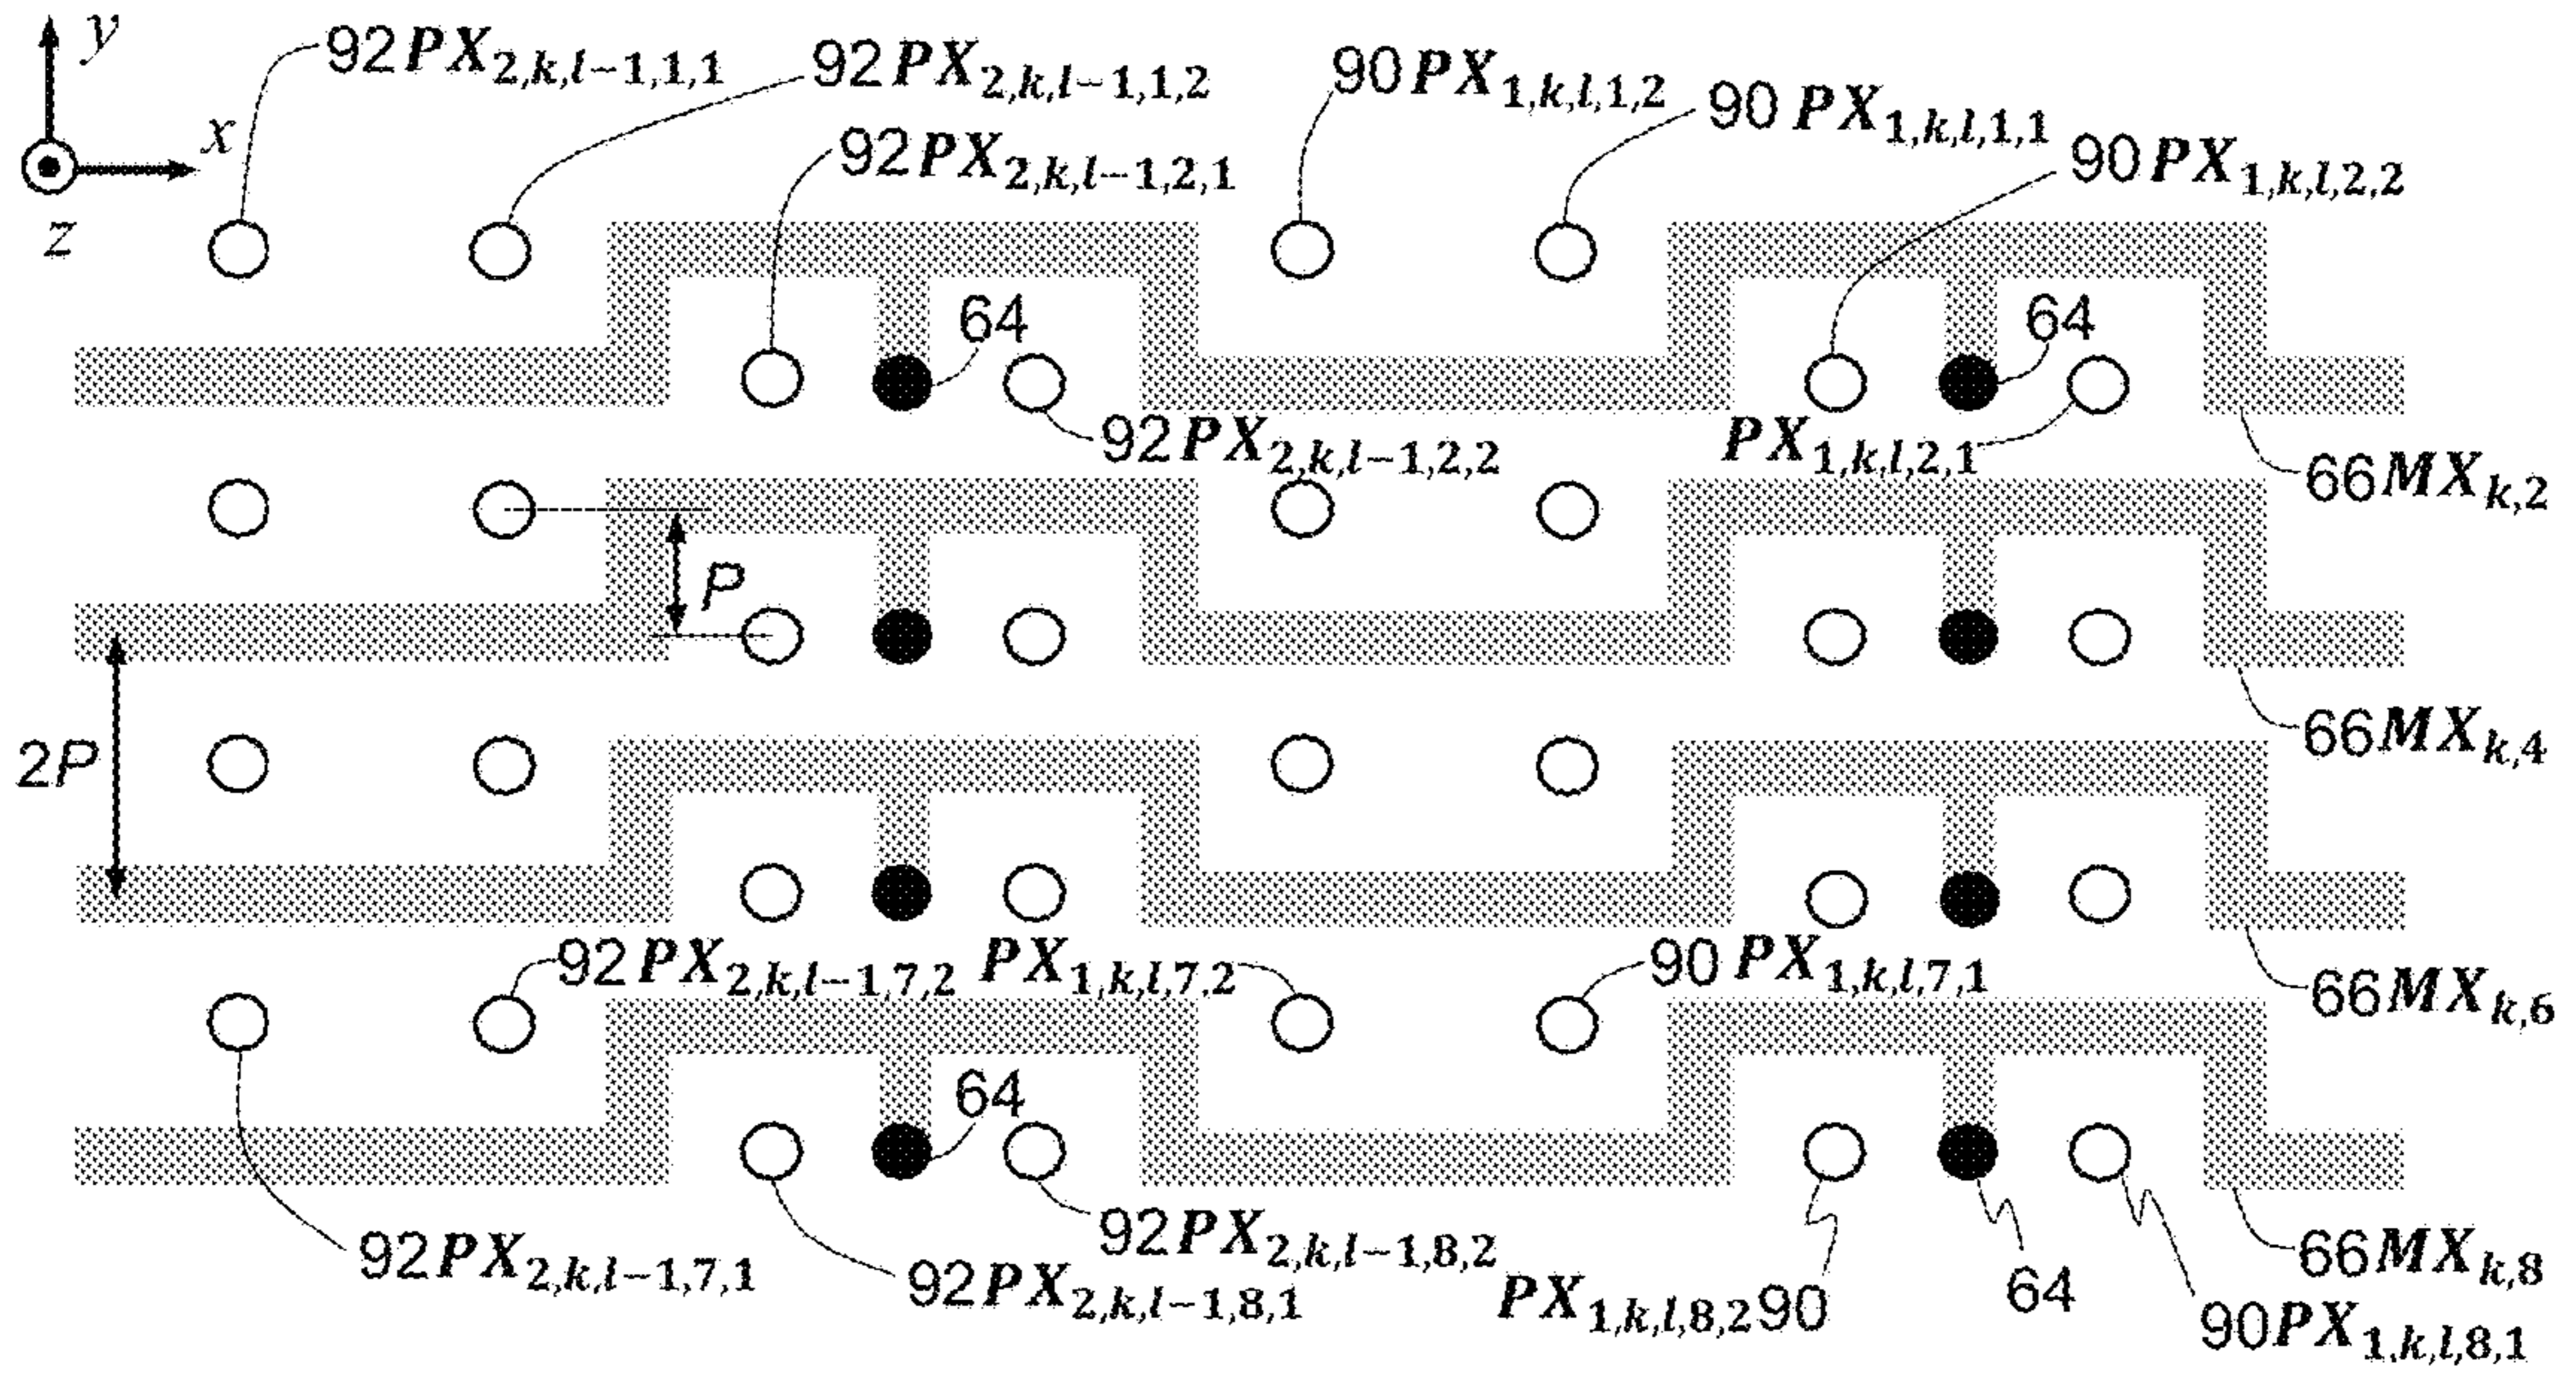 y
92PX2,k,l−1,1,1
92PX2,k,l−1,1,2
90PX1,k,l,1,2
90 PX1,k,l,1,1
x
92PX2,k,l−1,2,1
90PX1,k,l,2,2
z
64
64
92PX2,k,l−1,2,2
PX1,k,l,2,1
66MXk,2
P
2P
66MXk,4
92PX2,k,l−1,7,2
PX1,k,l,7,2
90 PX1,k,l,7,1
66MXk,6
64
92PX2,k,l−1,7,1
92PX2,k,l−1,8,2
66MXk,8
92PX2,k,l−1,8,1
PX1,k,l,8,290
64
90PX1,k,l,8,1